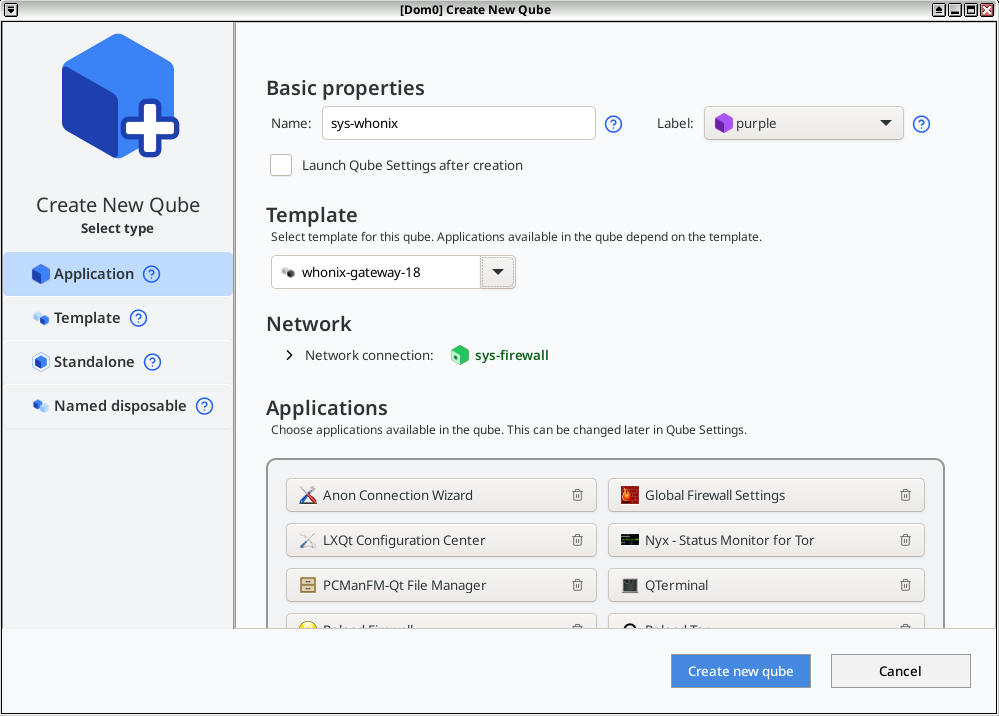 [Dom0] Create New Qube
Create New Qube
Select type
Application
Template
Standalone
Named disposable
Basic properties
Name: sys-whonix Label: purple
Launch Qube Settings after creation
Template
Select template for this qube. Applications available in the qube depend on the template.
whonix-gateway-18
Network
Network connection: sys-firewall
Applications
Choose applications available in the qube. This can be changed later in Qube Settings.
Anon Connection Wizard Global Firewall Settings
LXQt Configuration Center Nyx - Status Monitor for Tor
PCManFM-Qt File Manager QTerminal
Create new qube Cancel